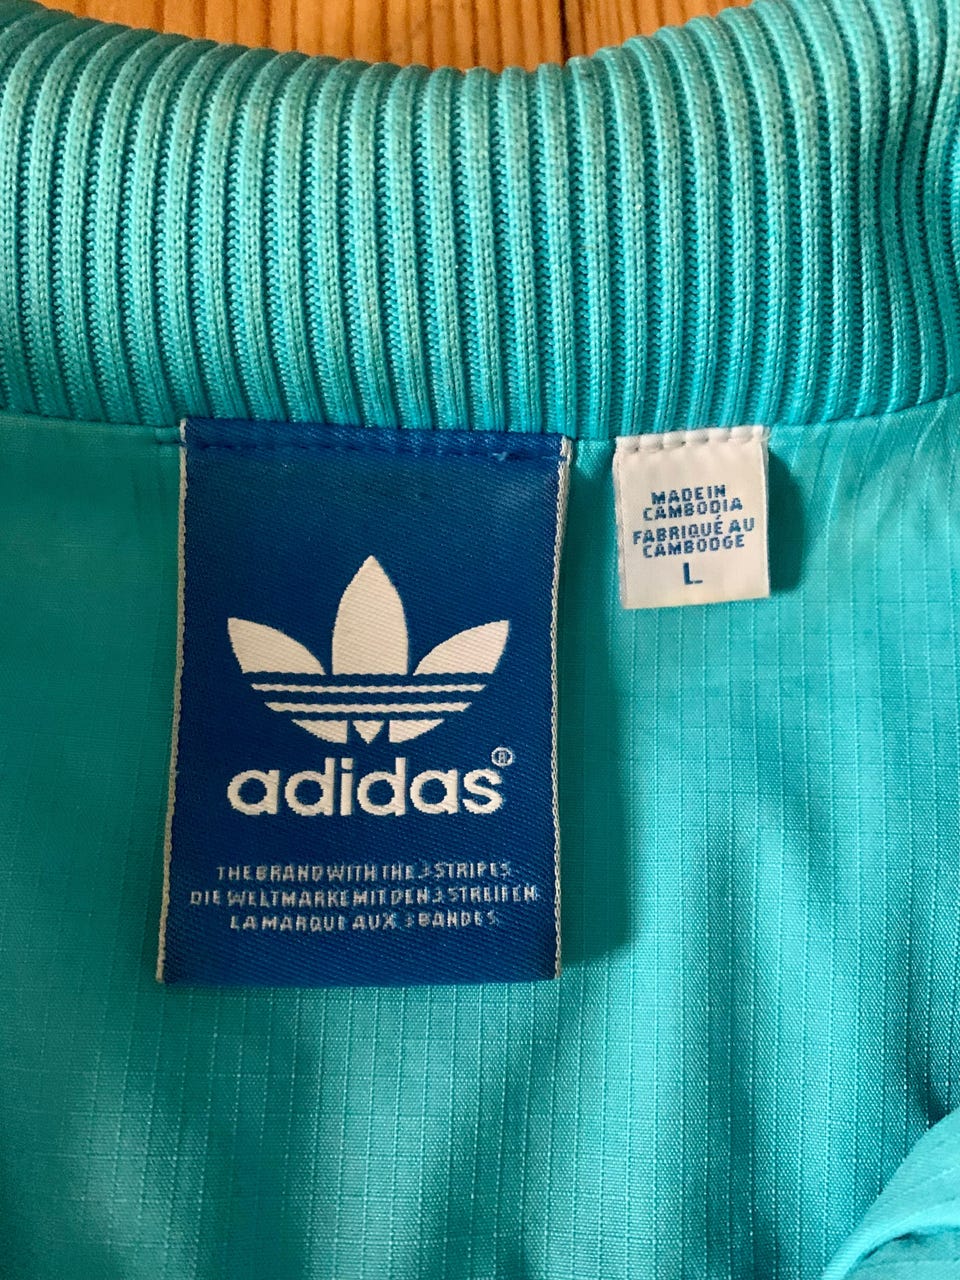 adidas®
THE BRAND WITH THE 3 STRIPES
DIE WELTMARKE MIT DEN 3 STREIFEN
LA MARQUE AUX 3 BANDES
MADE IN
CAMBODIA
FABRIQUÉ AU
CAMBODGE
L